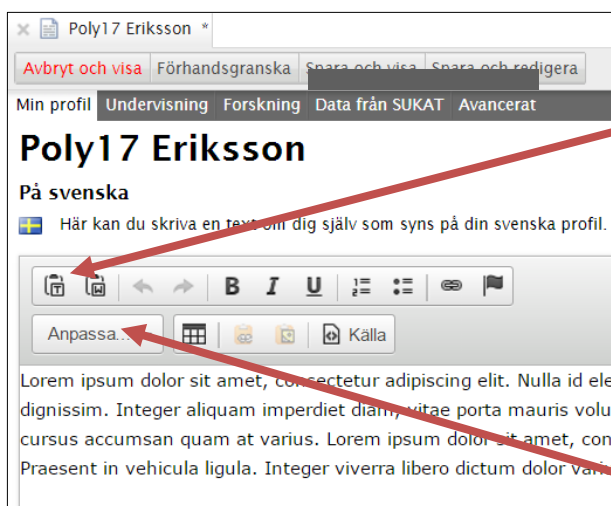 Poly17 Eriksson *
Avbryt och visa Förhandsgranska Spara och visa Spara och redigera
Min profil Undervisning Forskning Data från SUKAT Avancerat
Poly17 Eriksson
På svenska
Här kan du skriva en text om dig själv som syns på din svenska profil.
B I U
Anpassa... Källa
Lorem ipsum dolor sit amet, consectetur adipiscing elit. Nulla id ele
dignissim. Integer aliquam imperdiet diam, vitae porta mauris volu
cursus accumsan quam at varius. Lorem ipsum dolor sit amet, con
Praesent in vehicula ligula. Integer viverra libero dictum dolor